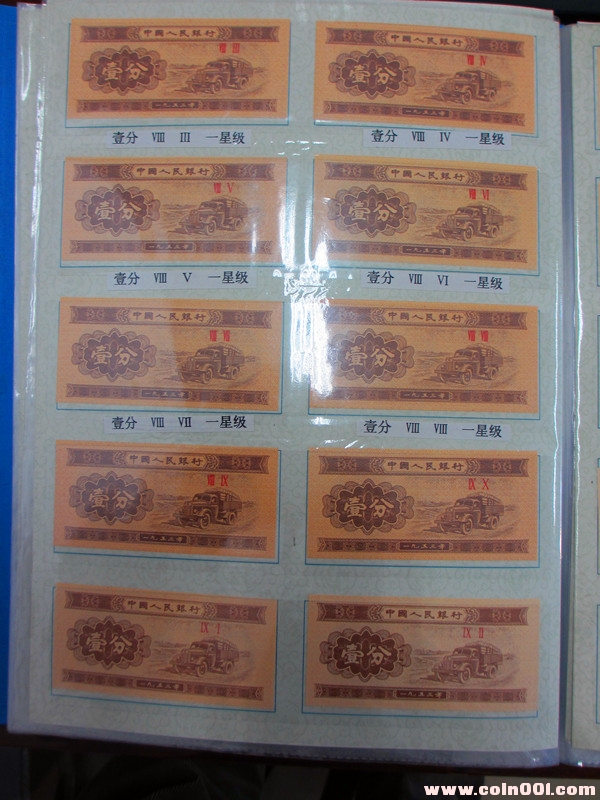 中國人民銀行 中國人民銀行
VIII III VIII IV
壹分 壹分
一九五三年 一九五三年
壹分 VIII III 一星级 壹分 VIII IV 一星级
中國人民銀行 中國人民銀行
VIII V VIII VI
壹分 壹分
一九五三年 一九五三年
壹分 VIII V 一星级 壹分 VIII VI 一星级
中國人民銀行 中國人民銀行
VIII VII VIII VIII
壹分 壹分
一九五三年 一九五三年
壹分 VIII VII 一星级 壹分 VIII VIII 一星级
中國人民銀行 中國人民銀行
VIII IX IX X
壹分 壹分
一九五三年 一九五三年
中國人民銀行 中國人民銀行
IX I IX II
壹分 壹分
一九五三年 一九五三年
www.coin001.com